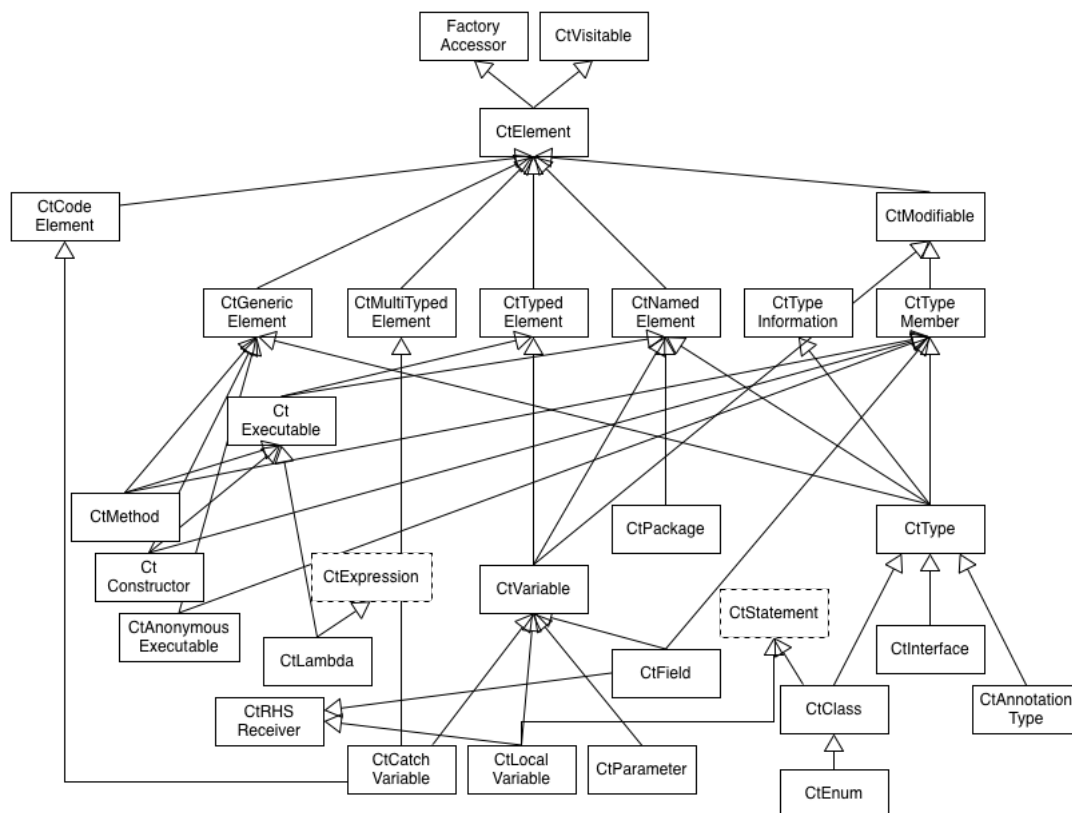 Factory
Accessor
CtVisitable
CtElement
CtCode
Element
CtModifiable
CtGeneric
Element
CtMultiTyped
Element
CtTyped
Element
CtNamed
Element
CtType
Information
CtType
Member
Ct
Executable
CtMethod
CtPackage
CtType
Ct
Constructor
CtExpression
CtVariable
CtStatement
CtAnonymous
Executable
CtLambda
CtField
CtInterface
CtRHS
Receiver
CtClass
CtAnnotation
Type
CtCatch
Variable
CtLocal
Variable
CtParameter
CtEnum